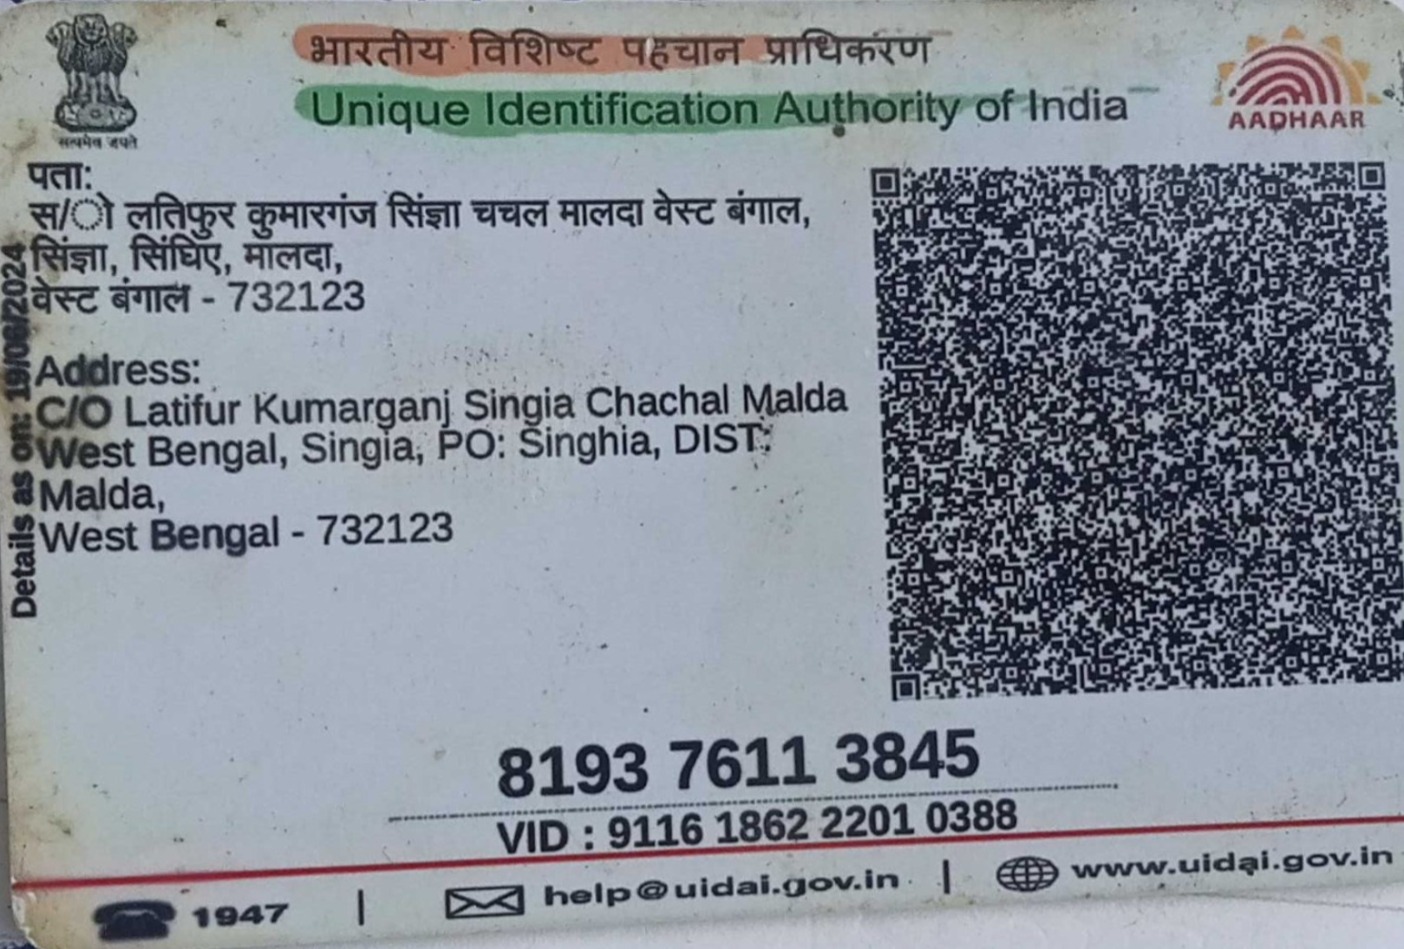 भारतीय विशिष्ट पहचान प्राधिकरण
Unique Identification Authority of India
सत्यमेव जयते
AADHAAR
पता:
स/ो लतिफुर कुमारगंज सिंज्ञा चचल मालदा वेस्ट बंगाल,
सिंज्ञा, सिंघिए, मालदा,
वेस्ट बंगाल - 732123
Address:
C/O Latifur Kumarganj Singia Chachal Malda
West Bengal, Singia, PO: Singhia, DIST:
Malda,
West Bengal - 732123
Details as on: 19/06/2024
8193 7611 3845
VID : 9116 1862 2201 0388
1947 | help@uidai.gov.in | www.uidai.gov.in